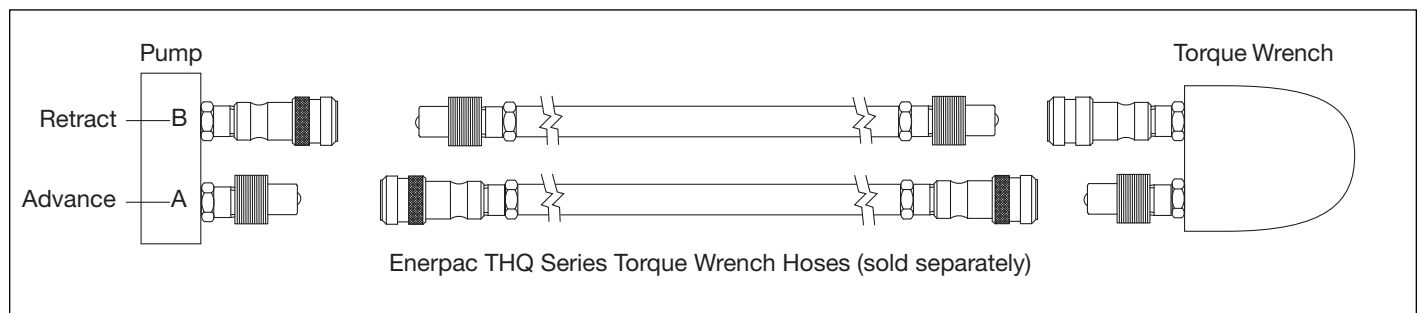 Pump
Torque Wrench
Retract
B
Advance
A
Enerpac THQ Series Torque Wrench Hoses (sold separately)